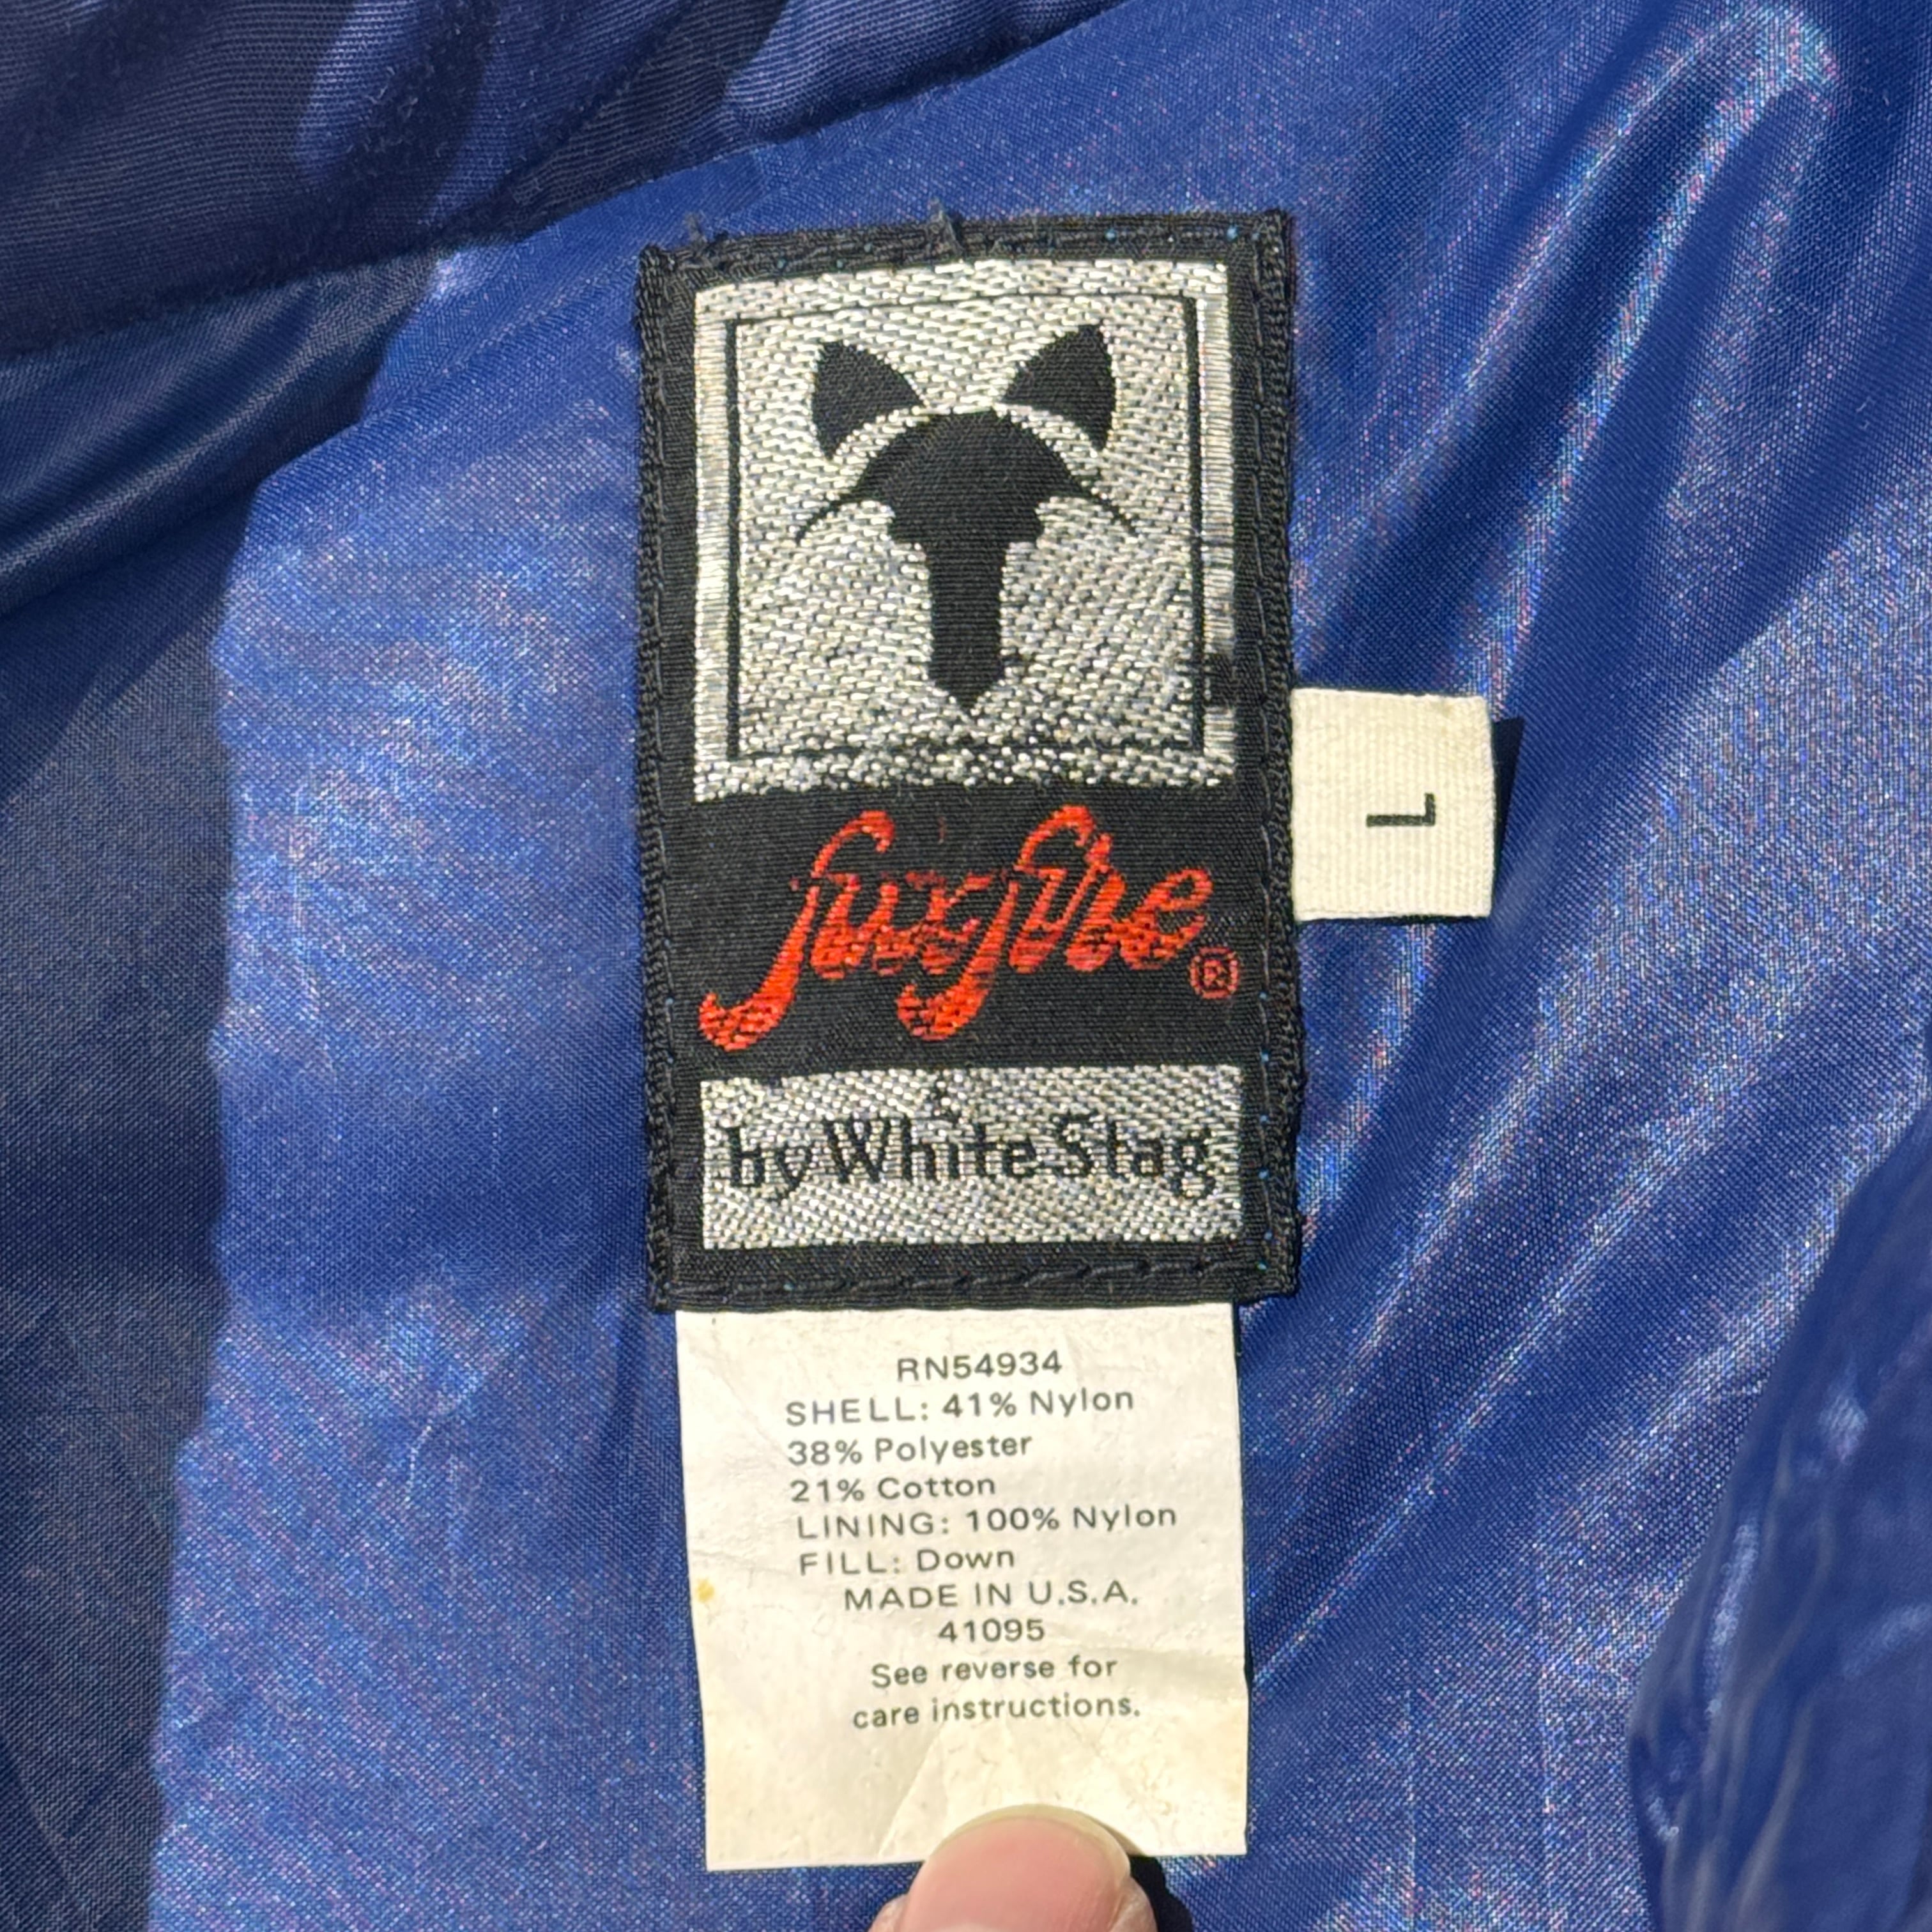 foxfire®
by White Stag
L
RN54934
SHELL: 41% Nylon
38% Polyester
21% Cotton
LINING: 100% Nylon
FILL: Down
MADE IN U.S.A.
41095
See reverse for
care instructions.